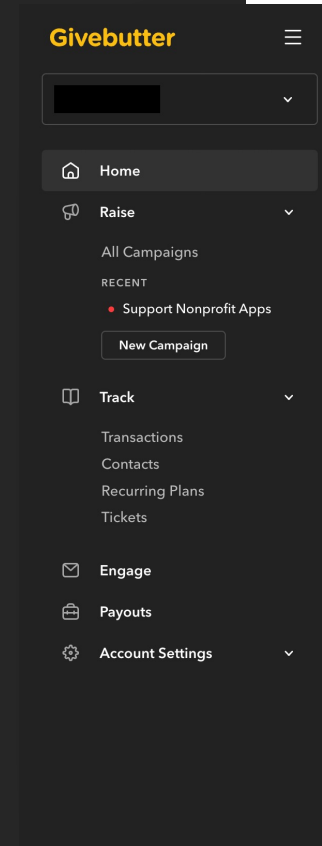 Givebutter
Home
Raise
All Campaigns
RECENT
Support Nonprofit Apps
New Campaign
Track
Transactions
Contacts
Recurring Plans
Tickets
Engage
Payouts
Account Settings